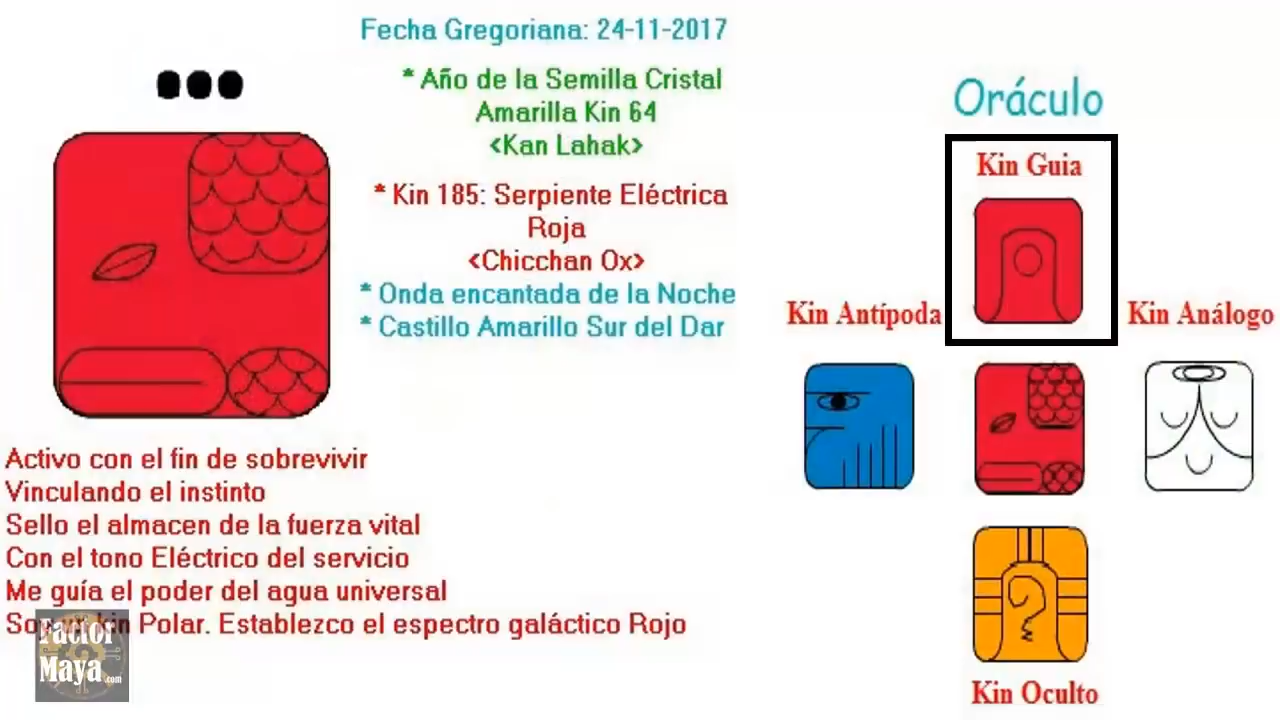 Fecha Gregoriana: 24-11-2017
* Año de la Semilla Cristal
Amarilla Kin 64
<Kan Lahak>
* Kin 185: Serpiente Eléctrica
Roja
<Chicchan Ox>
* Onda encantada de la Noche
* Castillo Amarillo Sur del Dar
Activo con el fin de sobrevivir
Vinculando el instinto
Sello el almacen de la fuerza vital
Con el tono Eléctrico del servicio
Me guía el poder del agua universal
kin Polar. Establezco el espectro galáctico Rojo
Factor
Maya.com
Oráculo
Kin Guia
Kin Antípoda
Kin Análogo
Kin Oculto